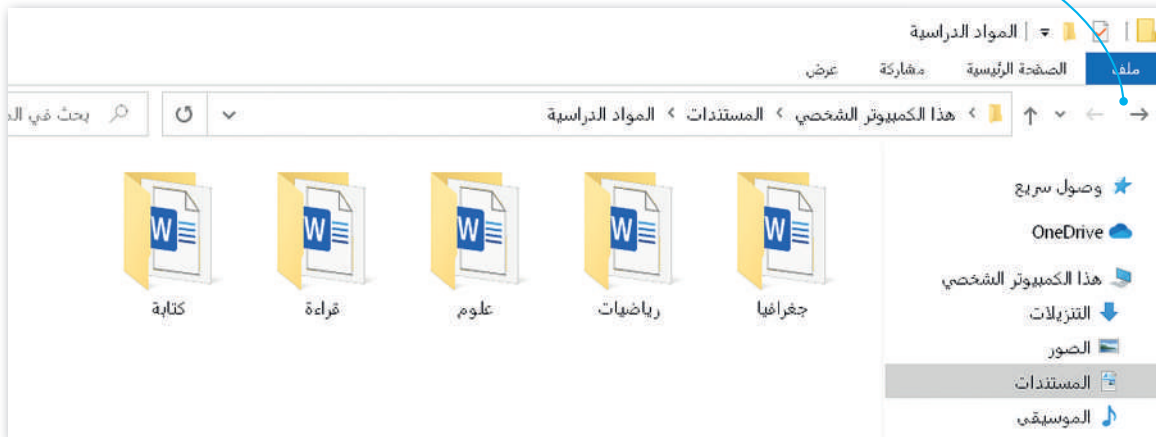 المواد الدراسية
ملف الصفحة الرئيسية مشاركة عرض
هذا الكمبيوتر الشخصي > المستندات > المواد الدراسية
بحث في
وصول سريع
OneDrive
هذا الكمبيوتر الشخصي
التنزيلات
الصور
المستندات
الموسيقى
جغرافيا
رياضيات
علوم
قراءة
كتابة